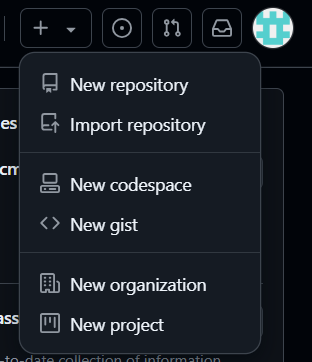 es
New repository
Import repository
cm
New codespace
New gist
New organization
ass
New project
-to-date collection of information